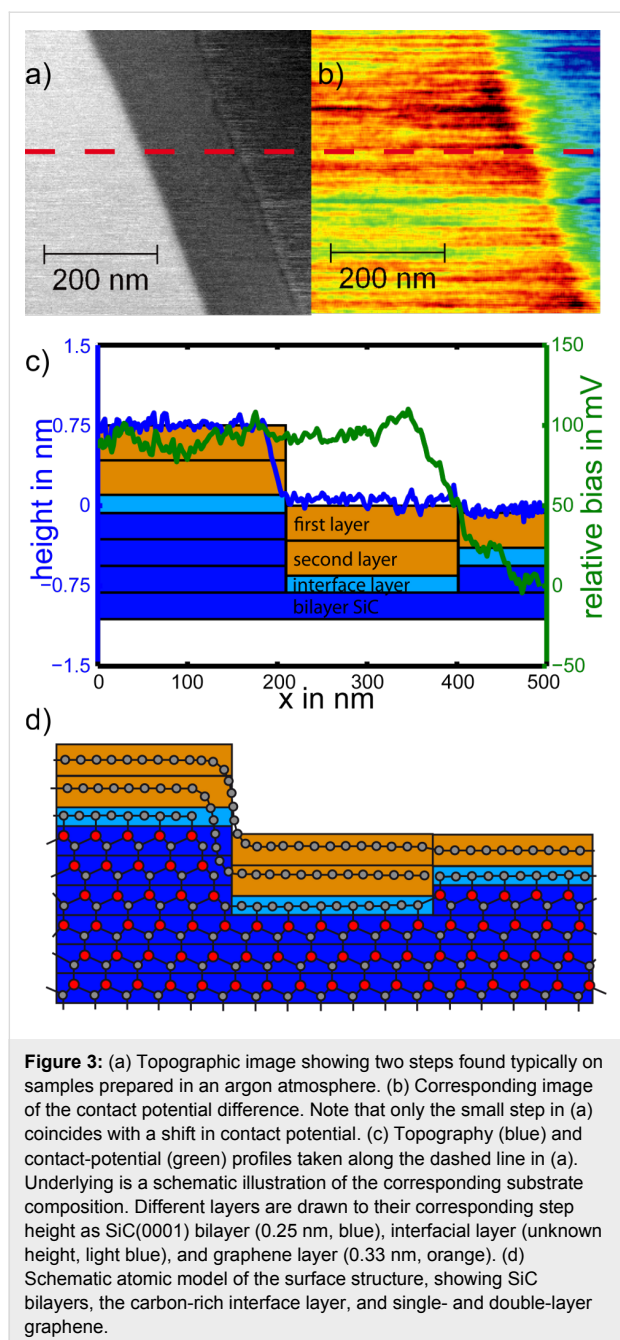 a)
b)
200 nm
200 nm
c)
1.5
150
0.75
100
0
50
-0.75
0
−1.5
-50
height in nm
relative bias in mV
first layer
second layer
interface layer
bilayer SiC
0
100
200
300
400
500
x in nm
d)
Figure 3: (a) Topographic image showing two steps found typically on
samples prepared in an argon atmosphere. (b) Corresponding image
of the contact potential difference. Note that only the small step in (a)
coincides with a shift in contact potential. (c) Topography (blue) and
contact-potential (green) profiles taken along the dashed line in (a).
Underlying is a schematic illustration of the corresponding substrate
composition. Different layers are drawn to their corresponding step
height as SiC(0001) bilayer (0.25 nm, blue), interfacial layer (unknown
height, light blue), and graphene layer (0.33 nm, orange). (d)
Schematic atomic model of the surface structure, showing SiC
bilayers, the carbon-rich interface layer, and single- and double-layer
graphene.